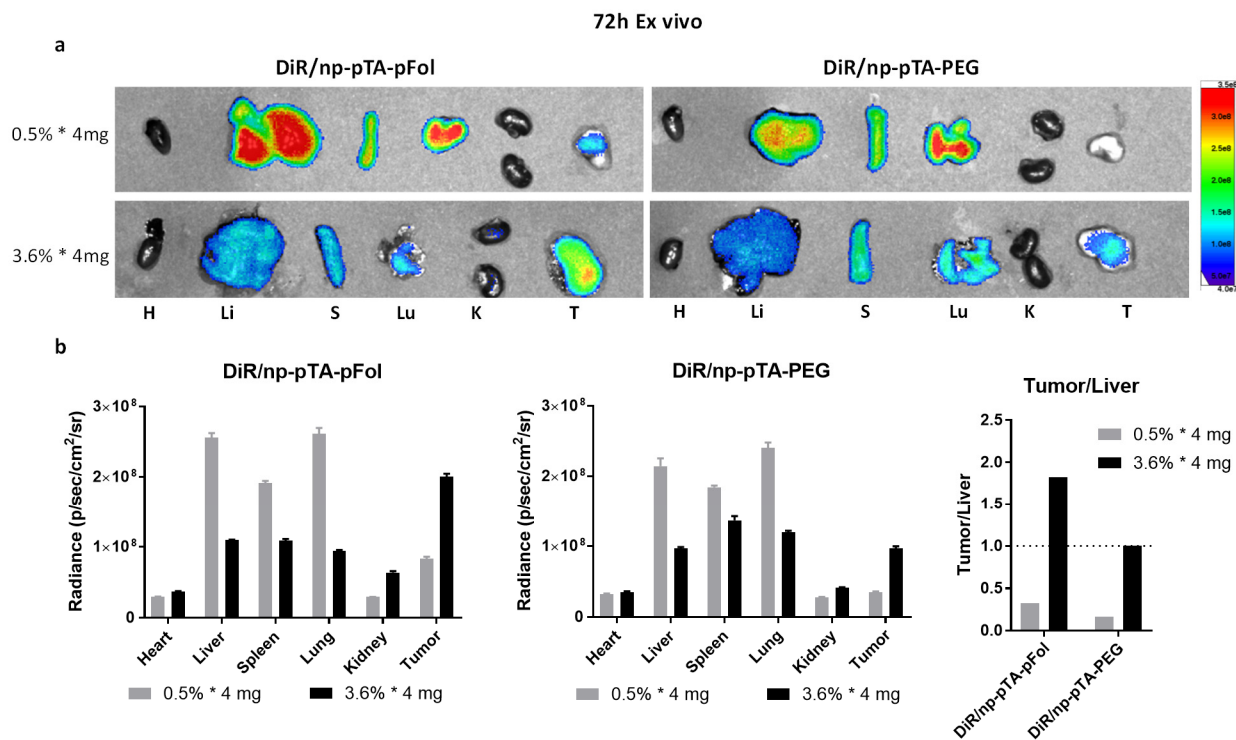 72h Ex vivo
a
DiR/np-pTA-pFol
DiR/np-pTA-PEG
0.5% * 4mg
3.6% * 4mg
3.5e8
3.0e8
2.5e8
2.0e8
1.5e8
1.0e8
4.0e7
H Li S Lu K T
H Li S Lu K T
b
DiR/np-pTA-pFol
Radiance (p/sec/cm²/sr)
3×10⁸
2×10⁸
1×10⁸
0
Heart
Liver
Spleen
Lung
Kidney
Tumor
0.5% * 4 mg
3.6% * 4 mg
DiR/np-pTA-PEG
Radiance (p/sec/cm²/sr)
3×10⁸
2×10⁸
1×10⁸
0
Heart
Liver
Spleen
Lung
Kidney
Tumor
0.5% * 4 mg
3.6% * 4 mg
Tumor/Liver
Tumor/Liver
2.5
2.0
1.5
1.0
0.5
0.0
0.5% * 4 mg
3.6% * 4 mg
DiR/np-pTA-pFol
DiR/np-pTA-PEG